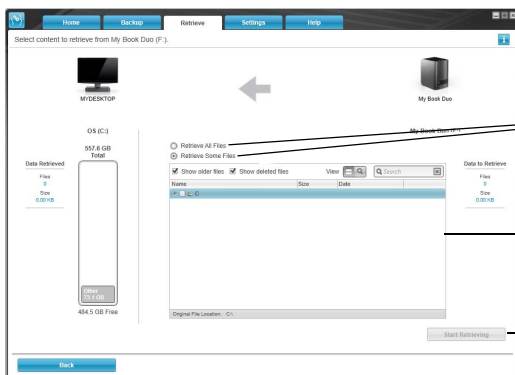 Home Backup Retrieve Settings Help
Select content to retrieve from My Book Duo (F:).
MYDESKTOP
My Book Duo
OS (C:)
My Book Duo (F:)
557.6 GB
Total
Retrieve All Files
Retrieve Some Files
Data Retrieved
Files
0
Size
0.00 KB
Show older files Show deleted files View Search
Name Size Date
C
Data to Retrieve
Files
0
Size
0.00 KB
Other
73.1 GB
484.5 GB Free
Original File Location: C:\
Start Retrieving
Back